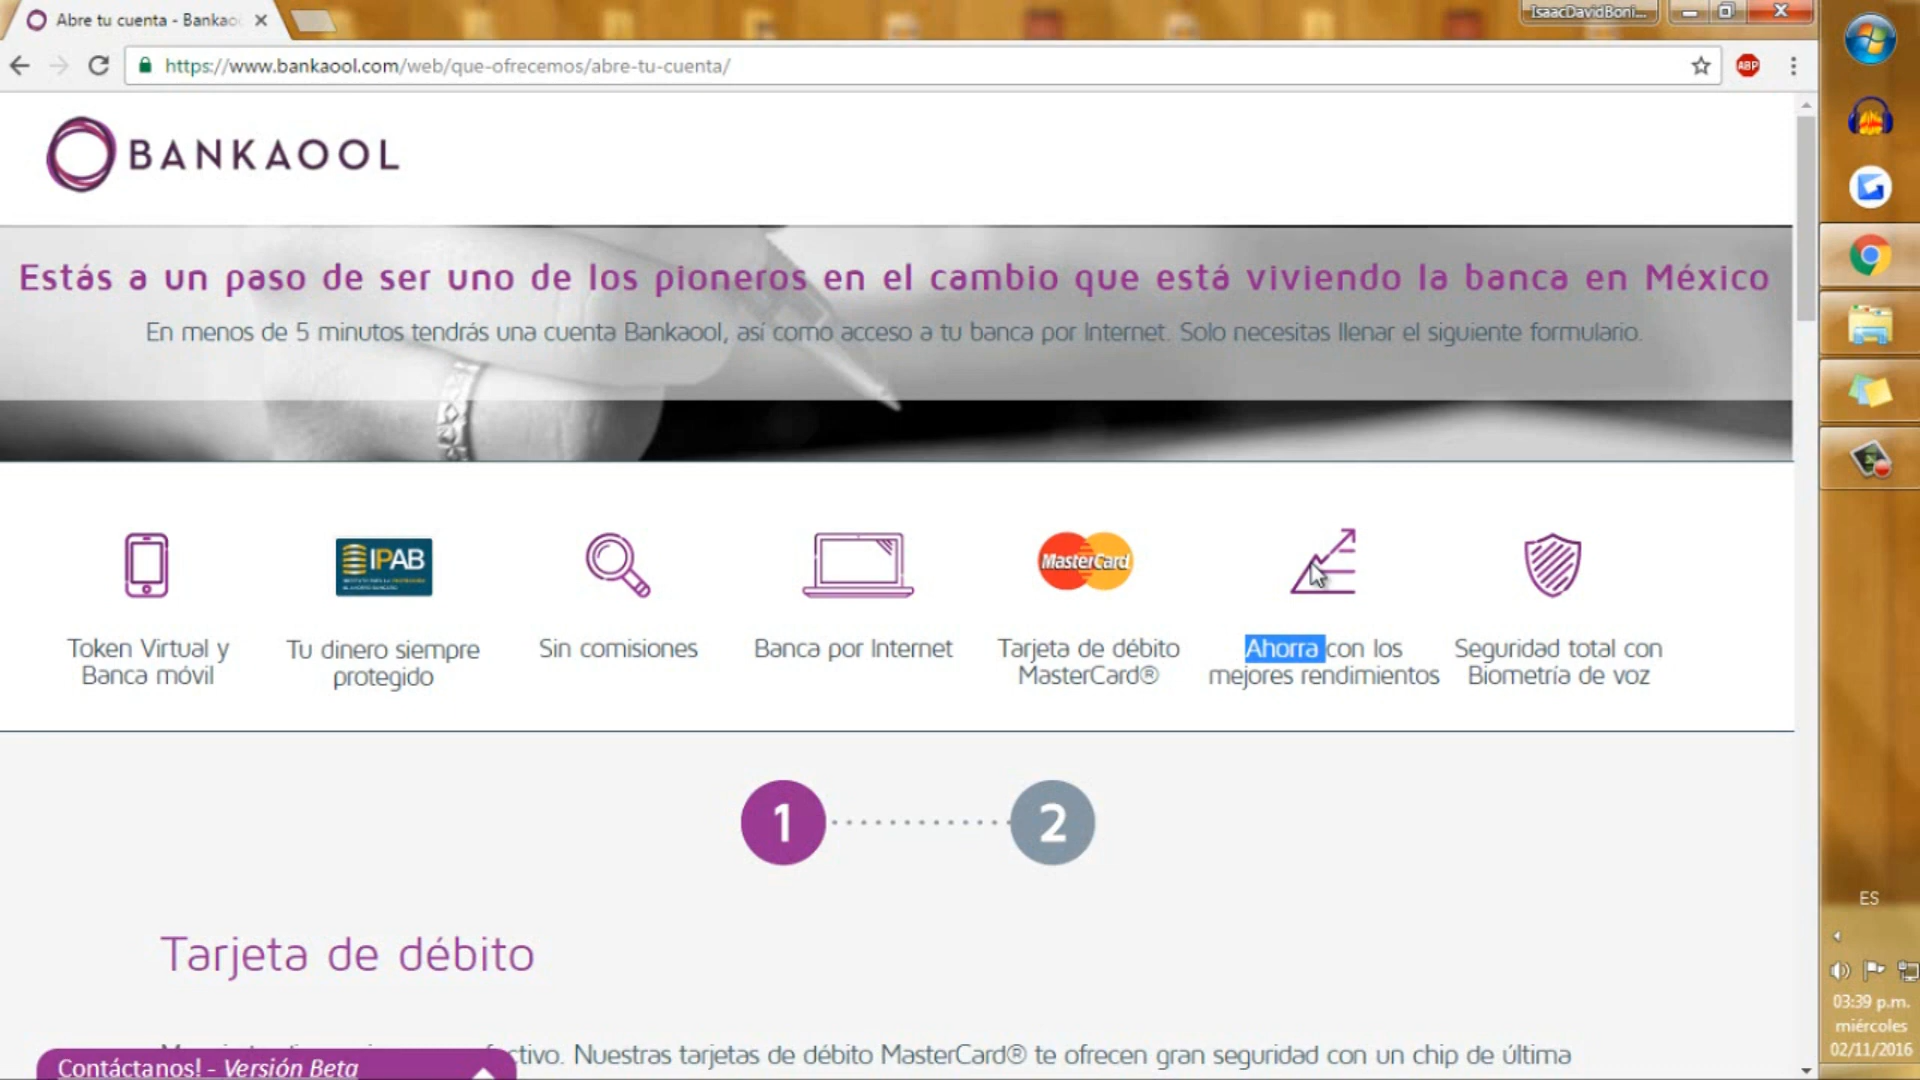 Abre tu cuenta - Bankao
IsaacDavidBoni...
https://www.bankaool.com/web/que-ofrecemos/abre-tu-cuenta/
ABP
BANKAOOL
Estás a un paso de ser uno de los pioneros en el cambio que está viviendo la banca en México
En menos de 5 minutos tendrás una cuenta Bankaool, así como acceso a tu banca por Internet. Solo necesitas llenar el siguiente formulario.
IPAB
MasterCard
Token Virtual y
Banca móvil
Tu dinero siempre
protegido
Sin comisiones
Banca por Internet
Tarjeta de débito
MasterCard®
Ahorra con los
mejores rendimientos
Seguridad total con
Biometría de voz
1
2
Tarjeta de débito
ctivo. Nuestras tarjetas de débito MasterCard® te ofrecen gran seguridad con un chip de última
Contáctanos! - Versión Beta
ES
03:39 p.m.
miércoles
02/11/2016